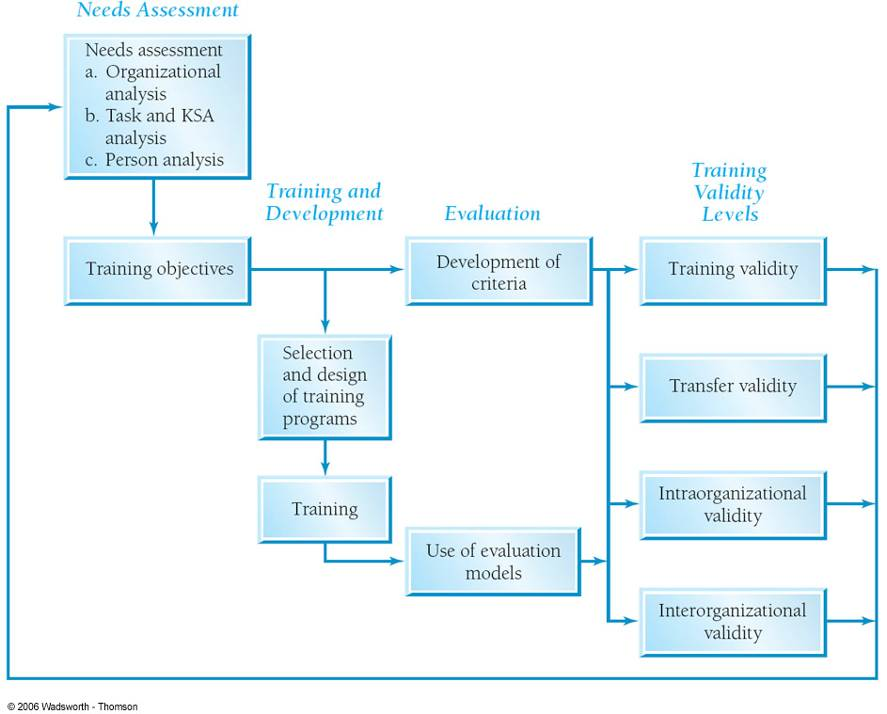 Needs Assessment
Needs assessment
a. Organizational
analysis
b. Task and KSA
analysis
c. Person analysis
Training and
Development
Evaluation
Training
Validity
Levels
Training objectives
Development of
criteria
Training validity
Selection
and design
of training
programs
Transfer validity
Training
Intraorganizational
validity
Use of evaluation
models
Interorganizational
validity
© 2006 Wadsworth - Thomson